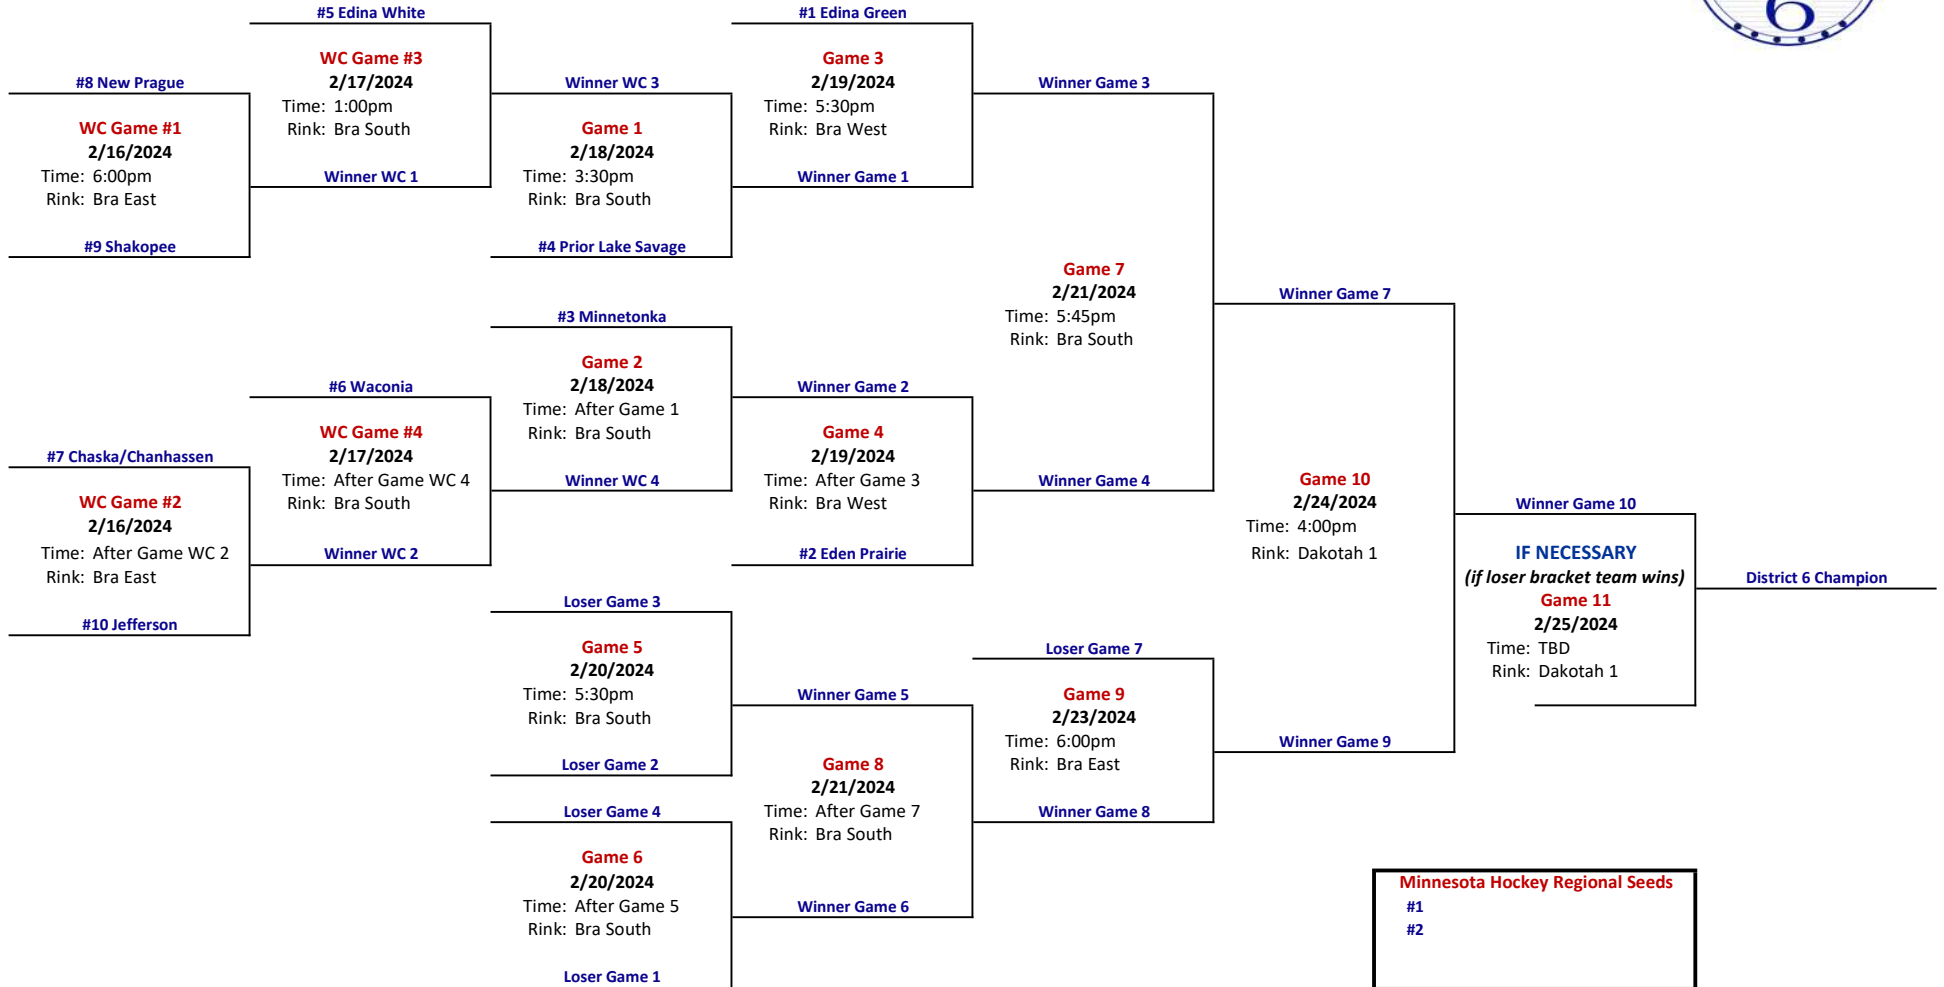 6
#5 Edina White
WC Game #3
2/17/2024
Time: 1:00pm
Rink: Bra South
#8 New Prague
WC Game #1
2/16/2024
Time: 6:00pm
Rink: Bra East
#9 Shakopee
Winner WC 1
Winner WC 3
Game 1
2/18/2024
Time: 3:30pm
Rink: Bra South
#4 Prior Lake Savage
#1 Edina Green
Game 3
2/19/2024
Time: 5:30pm
Rink: Bra West
Winner Game 1
Winner Game 3
Game 7
2/21/2024
Time: 5:45pm
Rink: Bra South
Winner Game 7
#3 Minnetonka
Game 2
2/18/2024
Time: After Game 1
Rink: Bra South
Winner WC 4
#6 Waconia
WC Game #4
2/17/2024
Time: After Game WC 4
Rink: Bra South
Winner WC 2
#7 Chaska/Chanhassen
WC Game #2
2/16/2024
Time: After Game WC 2
Rink: Bra East
#10 Jefferson
Winner Game 2
Game 4
2/19/2024
Time: After Game 3
Rink: Bra West
#2 Eden Prairie
Winner Game 4
Game 10
2/24/2024
Time: 4:00pm
Rink: Dakotah 1
Winner Game 10
IF NECESSARY
(if loser bracket team wins)
Game 11
2/25/2024
Time: TBD
Rink: Dakotah 1
District 6 Champion
Loser Game 3
Game 5
2/20/2024
Time: 5:30pm
Rink: Bra South
Loser Game 2
Loser Game 4
Game 6
2/20/2024
Time: After Game 5
Rink: Bra South
Loser Game 1
Winner Game 5
Game 8
2/21/2024
Time: After Game 7
Rink: Bra South
Winner Game 6
Loser Game 7
Game 9
2/23/2024
Time: 6:00pm
Rink: Bra East
Winner Game 8
Winner Game 9
Minnesota Hockey Regional Seeds
#1
#2